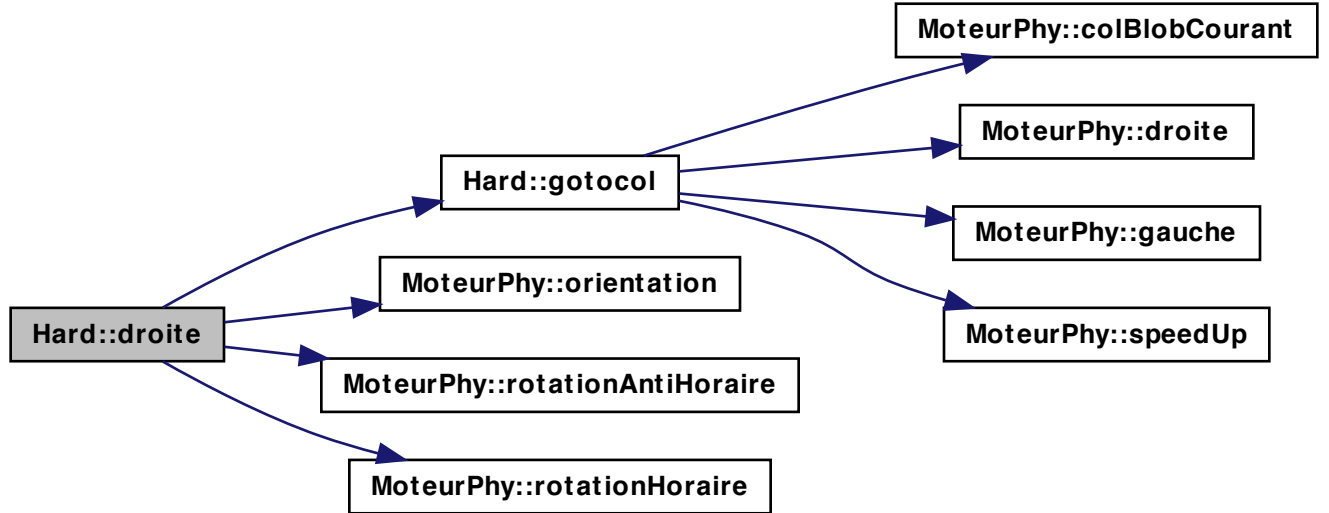 MoteurPhy::colBlobCourant
MoteurPhy::droite
Hard::gotocol
MoteurPhy::gauche
MoteurPhy::orientation
Hard::droite
MoteurPhy::speedUp
MoteurPhy::rotationAntiHoraire
MoteurPhy::rotationHoraire